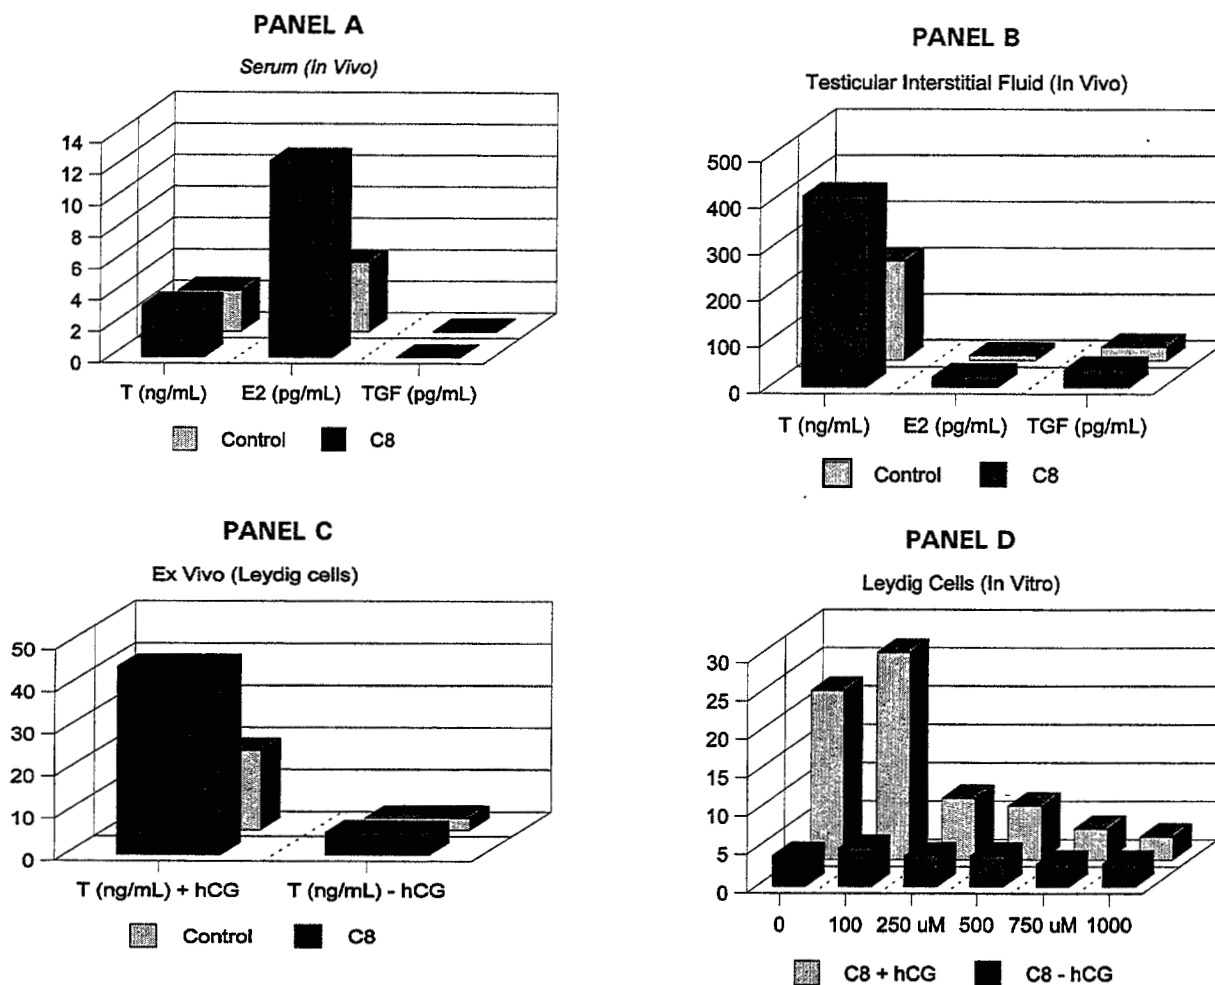 PANEL A
Serum (In Vivo)
14
12
10
8
6
4
2
0
T (ng/mL) E2 (pg/mL) TGF (pg/mL)
Control C8
PANEL B
Testicular Interstitial Fluid (In Vivo)
500
400
300
200
100
0
T (ng/mL) E2 (pg/mL) TGF (pg/mL)
Control C8
PANEL C
Ex Vivo (Leydig cells)
50
40
30
20
10
0
T (ng/mL) + hCG T (ng/mL) - hCG
Control C8
PANEL D
Leydig Cells (In Vitro)
30
25
20
15
10
5
0
0 100 250 uM 500 750 uM 1000
C8 + hCG C8 - hCG